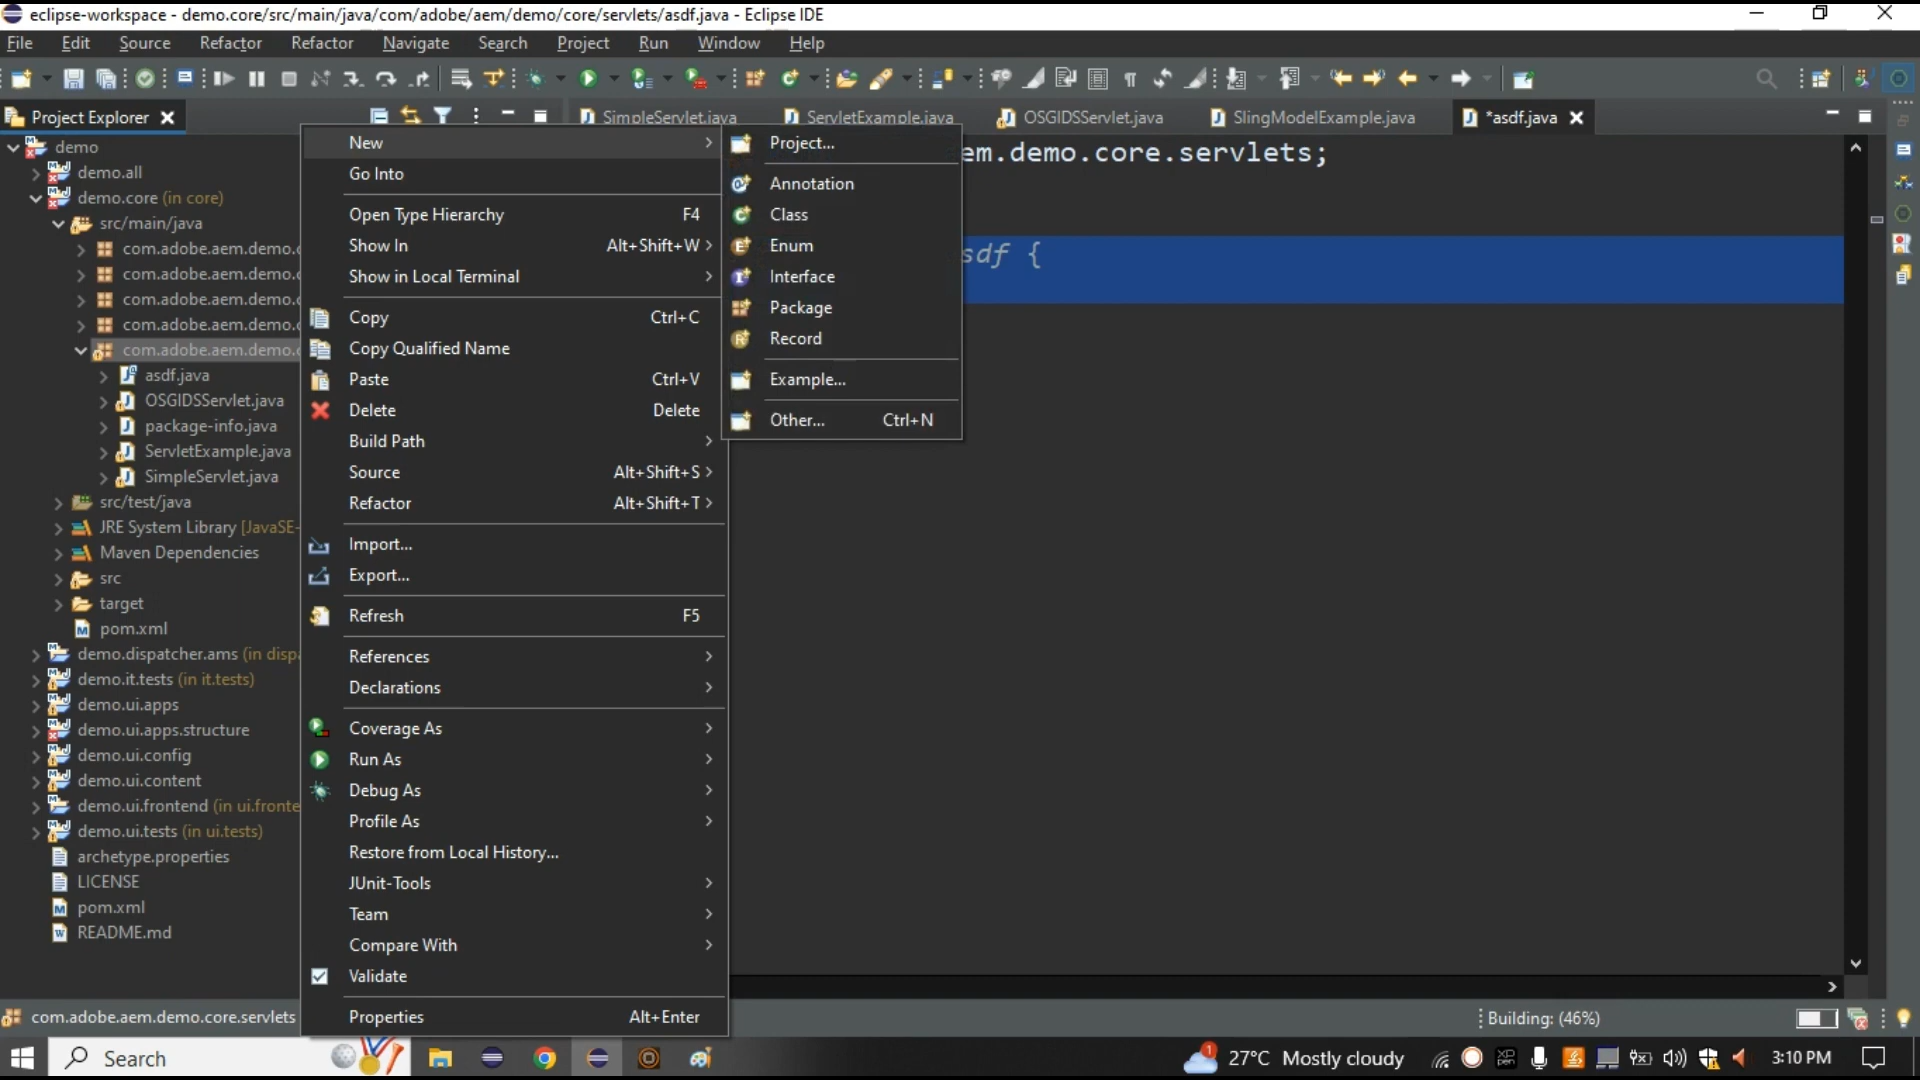 eclipse-workspace - demo.core/src/main/java/com/adobe/aem/demo/core/servlets/asdf.java - Eclipse IDE
File Edit Source Refactor Refactor Navigate Search Project Run Window Help
Project Explorer
SimpleServlet.java ServletExample.java OSGIDSServlet.java SlingModelExample.java *asdf.java
demo
demo.all
demo.core (in core)
src/main/java
com.adobe.aem.demo.
com.adobe.aem.demo.
com.adobe.aem.demo.
com.adobe.aem.demo.
com.adobe.aem.demo.
asdf.java
OSGIDSServlet.java
package-info.java
ServletExample.java
SimpleServlet.java
src/test/java
JRE System Library [JavaSE-
Maven Dependencies
src
target
pom.xml
demo.dispatcher.ams (in disp
demo.it.tests (in it.tests)
demo.ui.apps
demo.ui.apps.structure
demo.ui.config
demo.ui.content
demo.ui.frontend (in ui.fronte
demo.ui.tests (in ui.tests)
archetype.properties
LICENSE
pom.xml
README.md
New
Go Into
Open Type Hierarchy F4
Show In Alt+Shift+W
Show in Local Terminal
Copy Ctrl+C
Copy Qualified Name
Paste Ctrl+V
Delete Delete
Build Path
Source Alt+Shift+S
Refactor Alt+Shift+T
Import...
Export...
Refresh F5
References
Declarations
Coverage As
Run As
Debug As
Profile As
Restore from Local History...
JUnit-Tools
Team
Compare With
Validate
Properties Alt+Enter
Project...
Annotation
Class
Enum
Interface
Package
Record
Example...
Other... Ctrl+N
em.demo.core.servlets;
sdf {
com.adobe.aem.demo.core.servlets
Building: (46%)
Search
1
27°C Mostly cloudy
3:10 PM